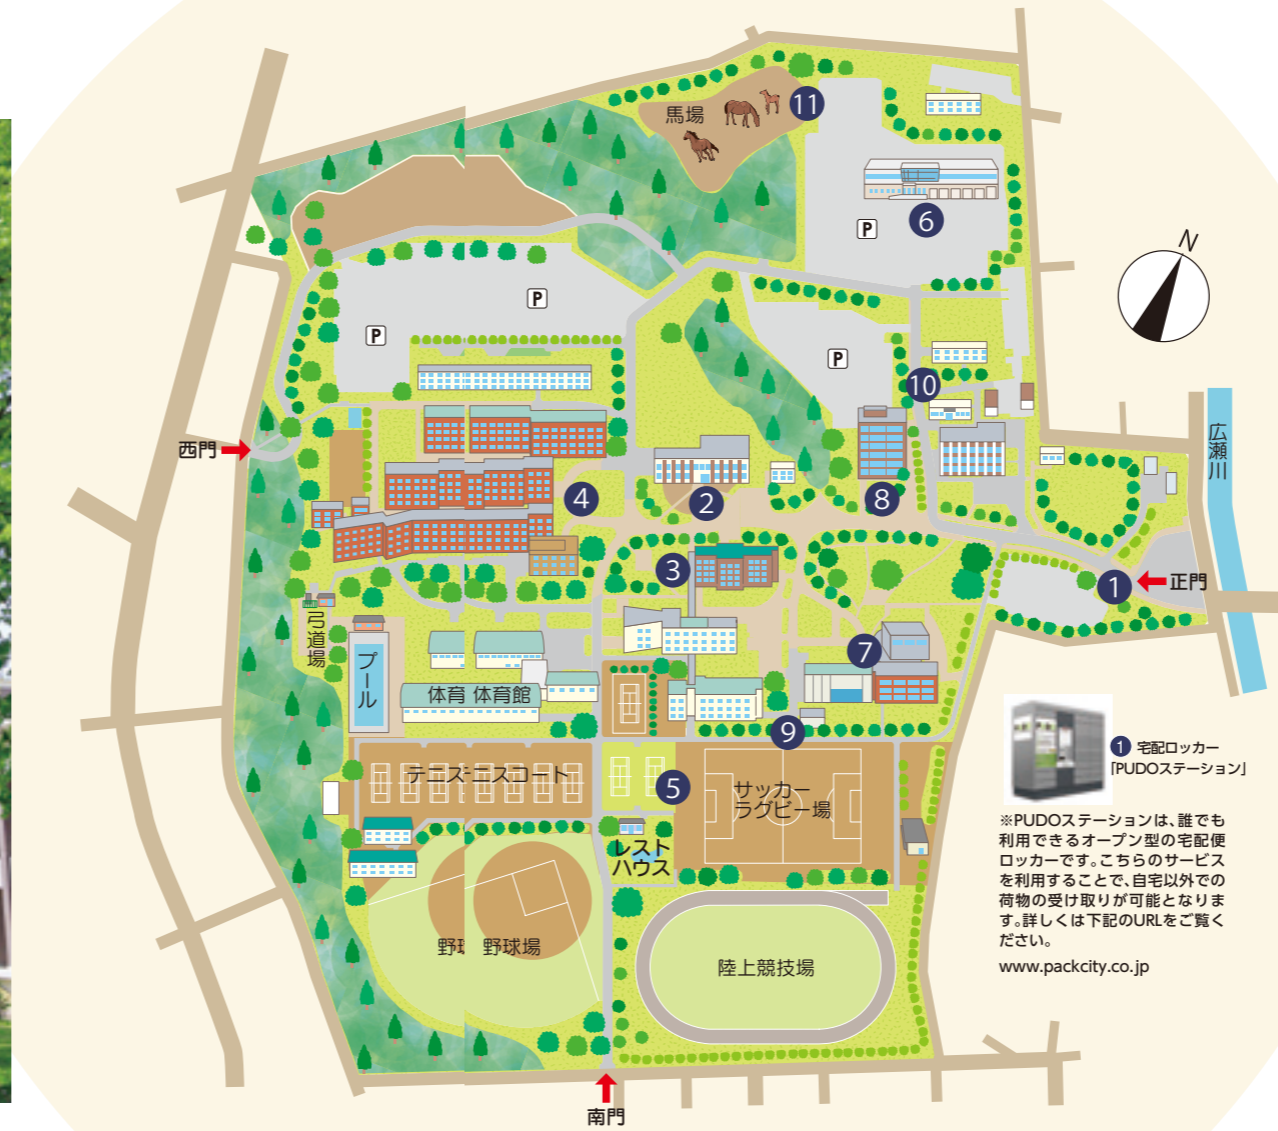 馬場
11
6
P
N
P
P
P
10
広瀬川
西門
4
2
8
3
1
正門
弓道場
プール
7
体育 体育館
9
1 宅配ロッカー
「PUDOステーション」
テニステニスコート
5
サッカー
ラグビー場
※PUDOステーションは、誰でも
利用できるオープン型の宅配便
ロッカーです。こちらのサービス
を利用することで、自宅以外での
荷物の受け取りが可能となりま
す。詳しくは下記のURLをご覧く
ださい。
www.packcity.co.jp
レスト
ハウス
野球 野球場
陸上競技場
南門